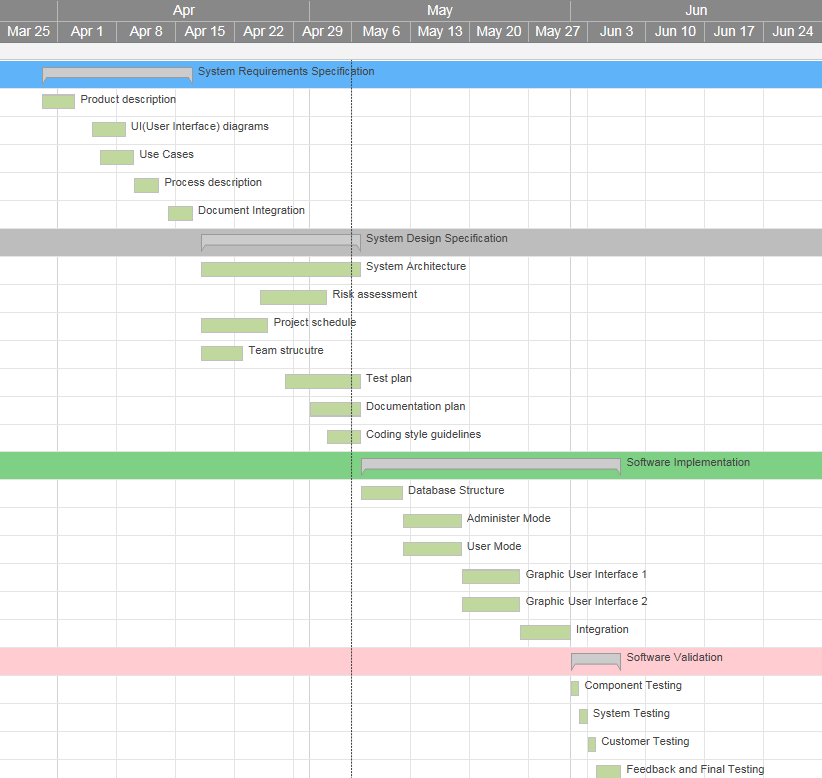 Apr May Jun
Mar 25 Apr 1 Apr 8 Apr 15 Apr 22 Apr 29 May 6 May 13 May 20 May 27 Jun 3 Jun 10 Jun 17 Jun 24
System Requirements Specification
Product description
UI(User Interface) diagrams
Use Cases
Process description
Document Integration
System Design Specification
System Architecture
Risk assessment
Project schedule
Team strucutre
Test plan
Documentation plan
Coding style guidelines
Software Implementation
Database Structure
Administer Mode
User Mode
Graphic User Interface 1
Graphic User Interface 2
Integration
Software Validation
Component Testing
System Testing
Customer Testing
Feedback and Final Testing